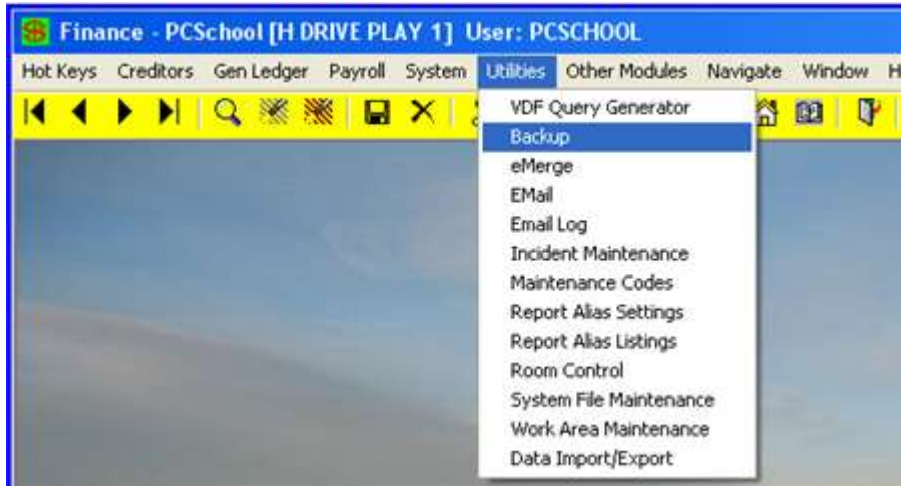 Finance - PCSchool [H DRIVE PLAY 1] User: PCSCHOOL
Hot Keys Creditors Gen Ledger Payroll System Utilities Other Modules Navigate Window H
VDF Query Generator
Backup
eMerge
EMail
Email Log
Incident Maintenance
Maintenance Codes
Report Alias Settings
Report Alias Listings
Room Control
System File Maintenance
Work Area Maintenance
Data Import/Export